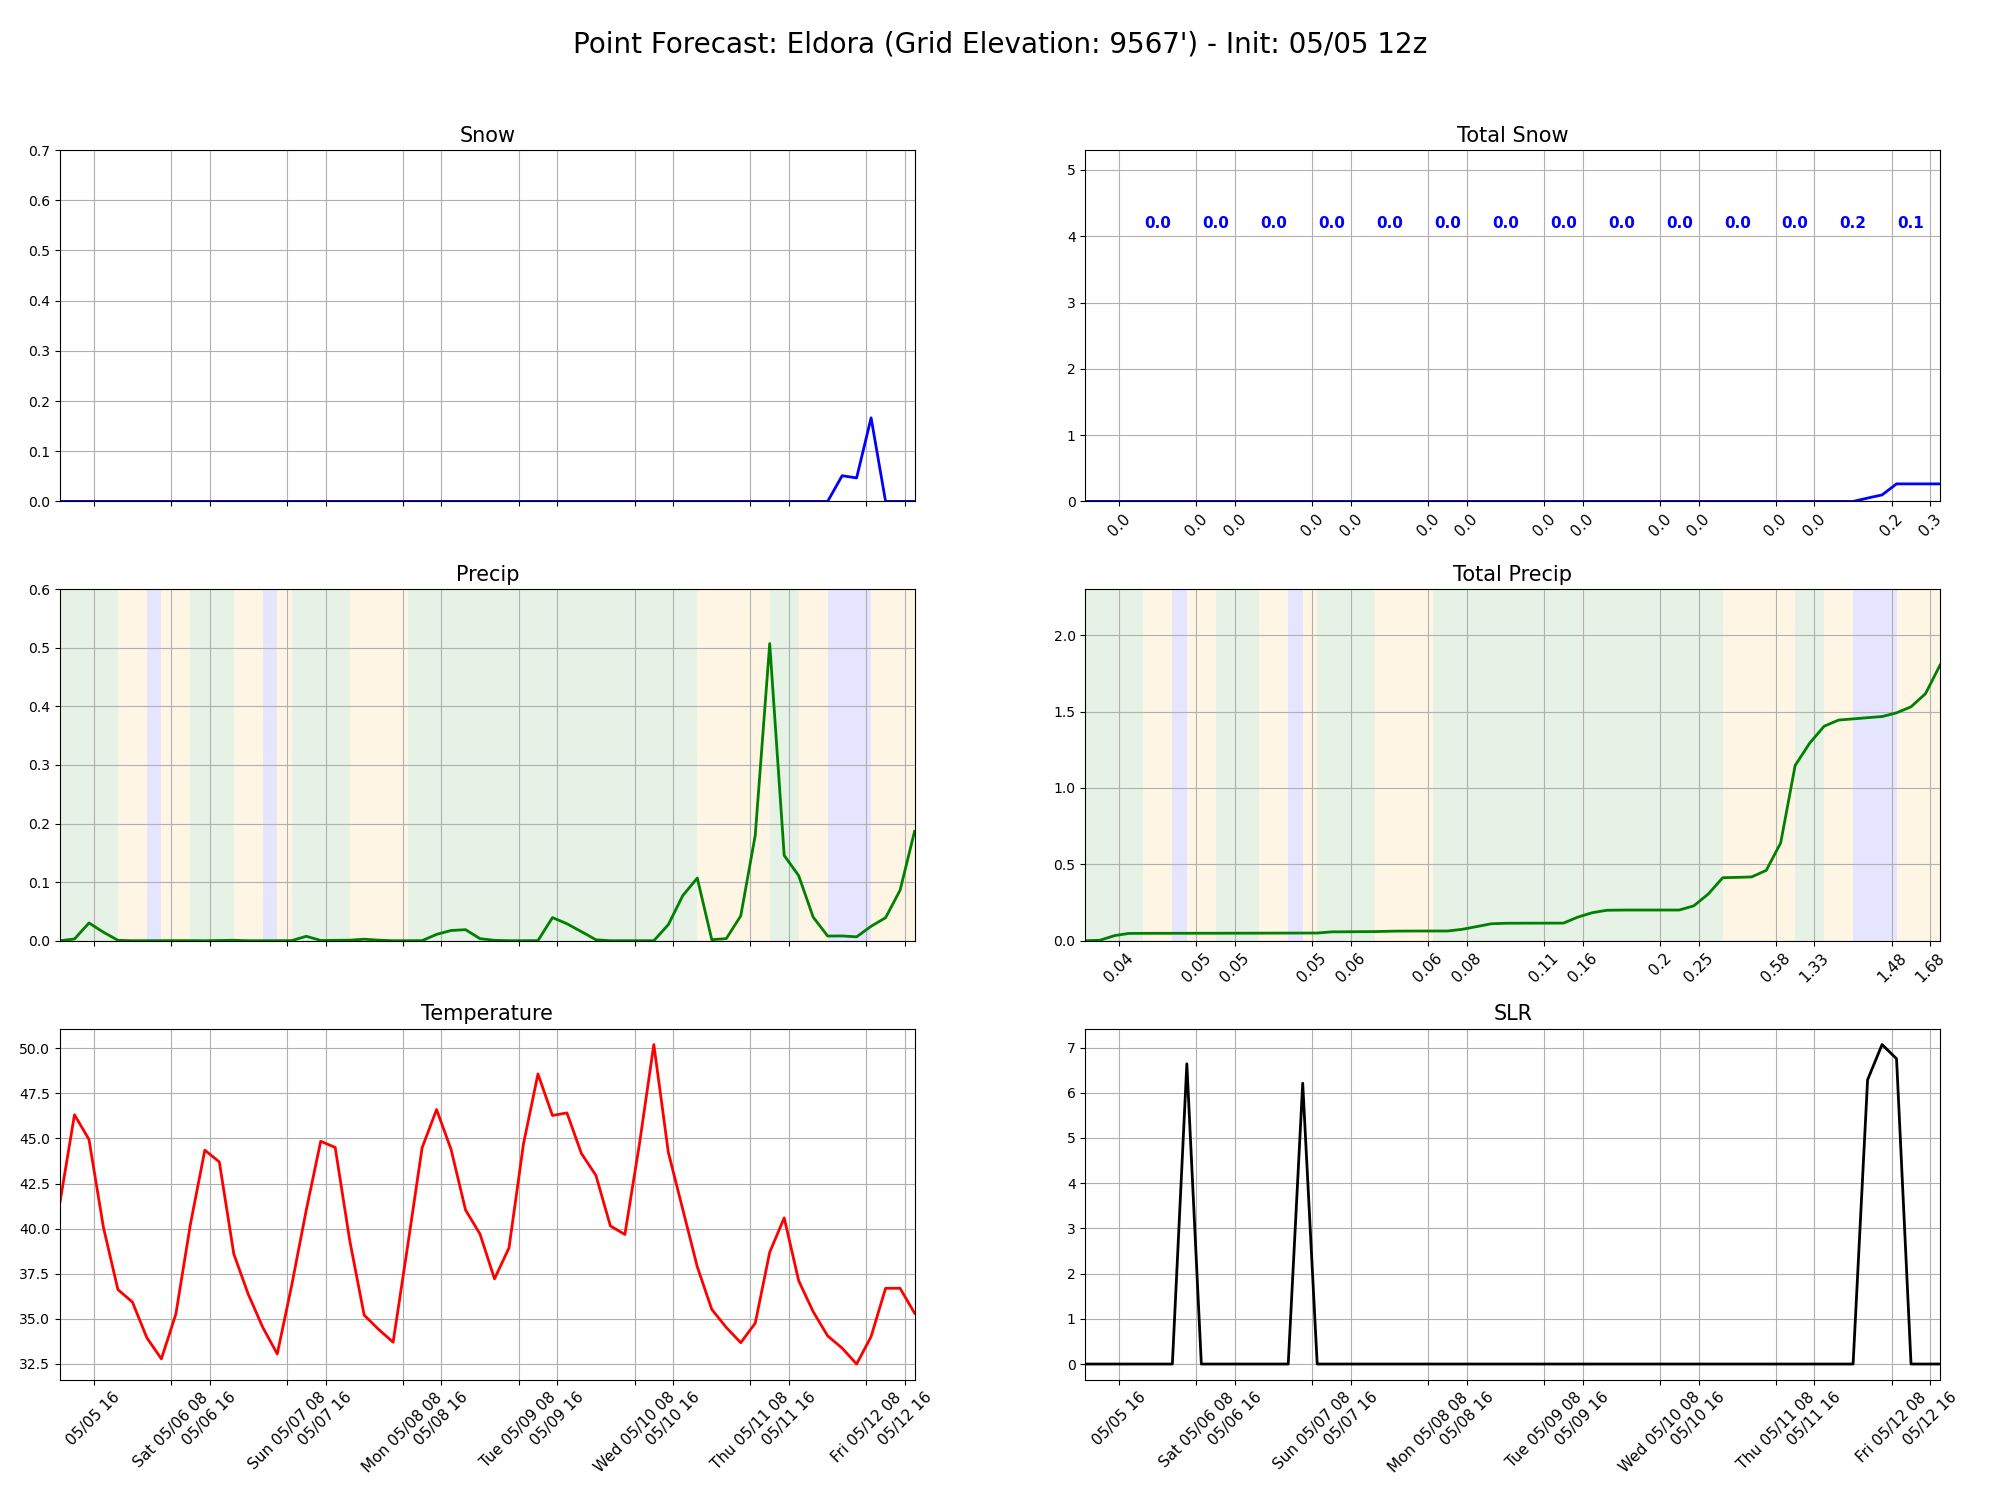 Point Forecast: Eldora (Grid Elevation: 9567') - Init: 05/05 12z
Snow
0.7
0.6
0.5
0.4
0.3
0.2
0.1
0.0
Total Snow
5
4
3
2
1
0
0.0 0.0 0.0 0.0 0.0 0.0 0.0 0.0 0.0 0.0 0.0 0.0 0.2 0.1
0.0 0.0 0.0 0.0 0.0 0.0 0.0 0.0 0.0 0.0 0.0 0.0 0.0 0.2 0.3
Precip
0.6
0.5
0.4
0.3
0.2
0.1
0.0
Total Precip
2.0
1.5
1.0
0.5
0.0
0.04 0.05 0.05 0.05 0.06 0.06 0.08 0.11 0.16 0.2 0.25 0.58 1.33 1.48 1.68
Temperature
50.0
47.5
45.0
42.5
40.0
37.5
35.0
32.5
05/05 16
Sat 05/06 08
05/06 16
Sun 05/07 08
05/07 16
Mon 05/08 08
05/08 16
Tue 05/09 08
05/09 16
Wed 05/10 08
05/10 16
Thu 05/11 08
05/11 16
Fri 05/12 08
05/12 16
SLR
7
6
5
4
3
2
1
0
05/05 16
Sat 05/06 08
05/06 16
Sun 05/07 08
05/07 16
Mon 05/08 08
05/08 16
Tue 05/09 08
05/09 16
Wed 05/10 08
05/10 16
Thu 05/11 08
05/11 16
Fri 05/12 08
05/12 16